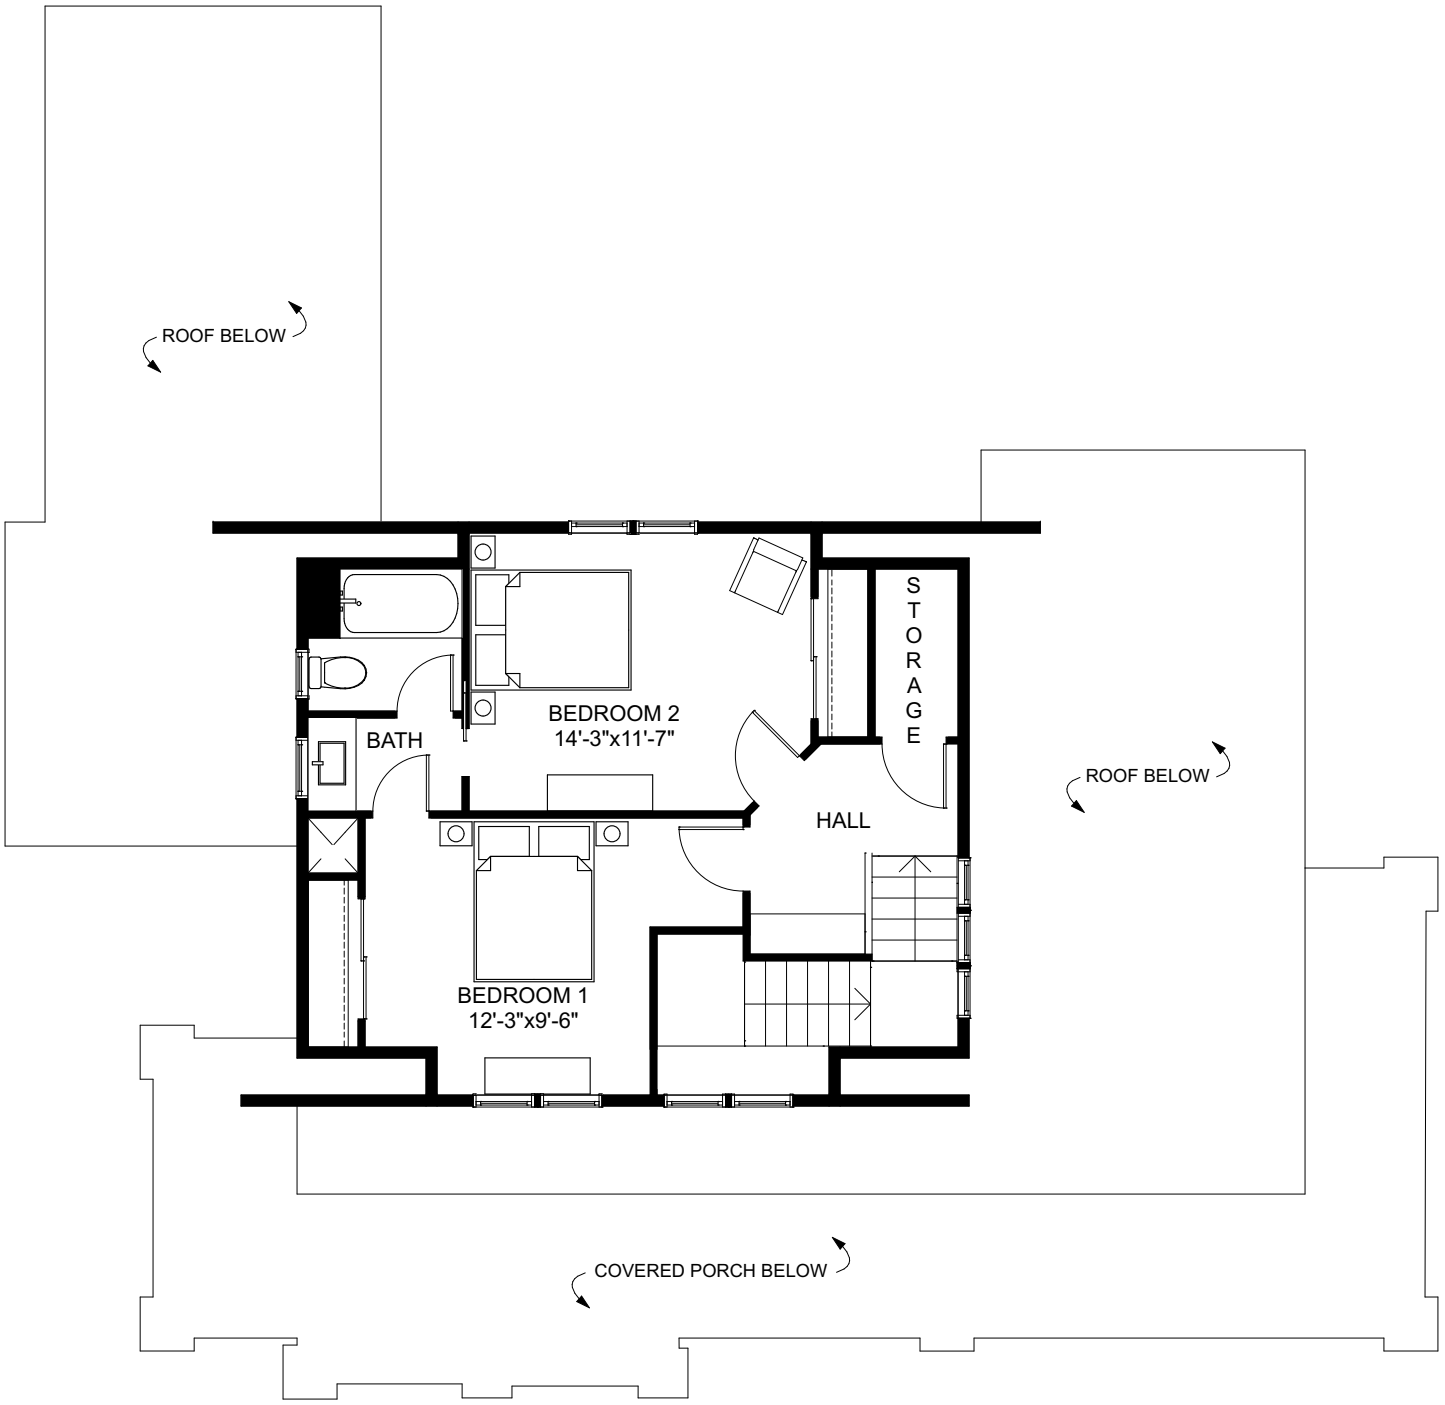 ROOF BELOW
STORAGE
BEDROOM 2
14'-3"x11'-7"
BATH
ROOF BELOW
HALL
BEDROOM 1
12'-3"x9'-6"
COVERED PORCH BELOW